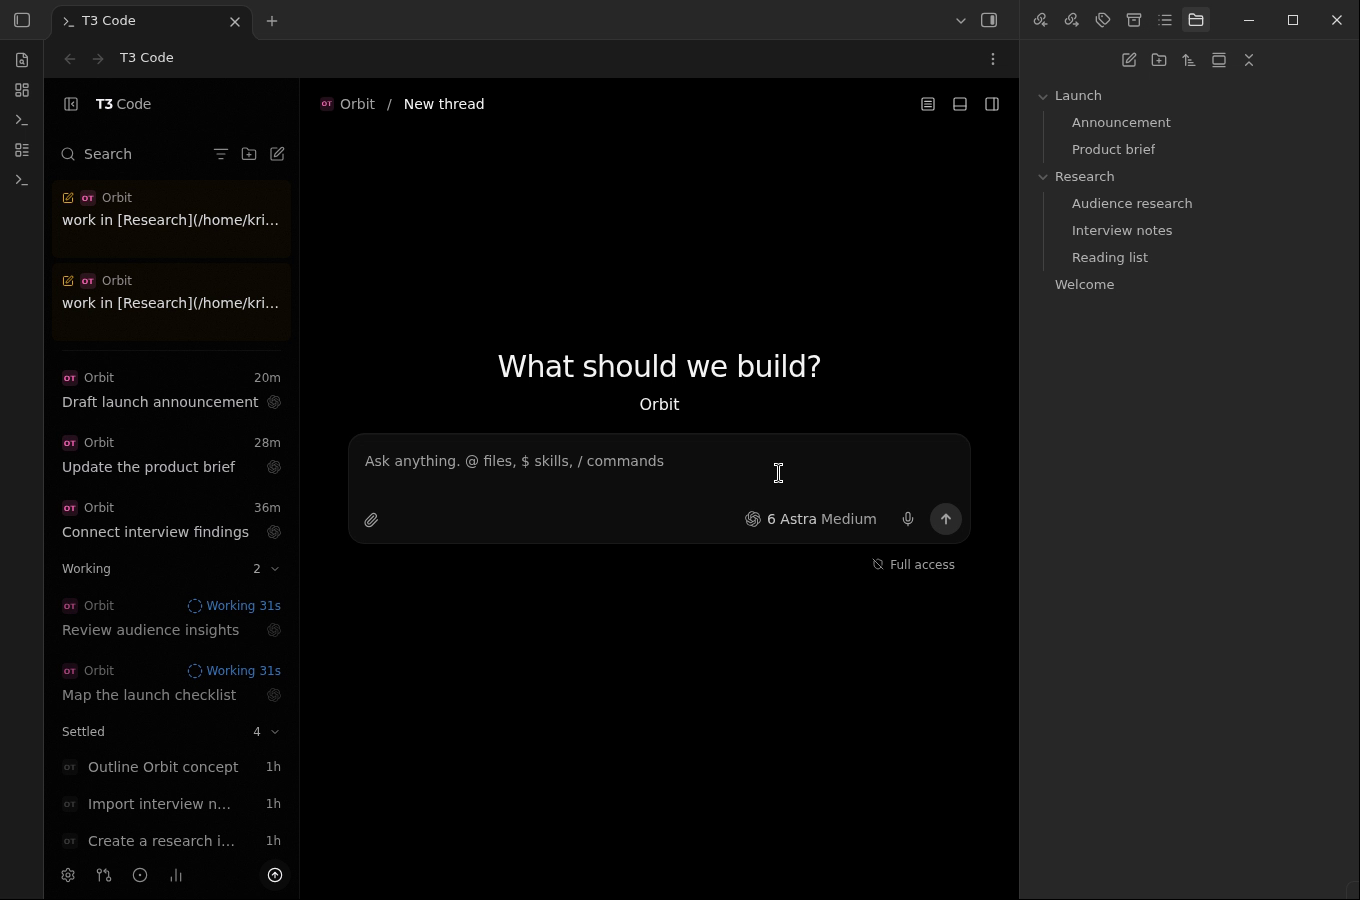 T3 Code
T3 Code
T3 Code
Search
OT Orbit
work in [Research](/home/kri...
OT Orbit
work in [Research](/home/kri...
OT Orbit 20m
Draft launch announcement
OT Orbit 28m
Update the product brief
OT Orbit 36m
Connect interview findings
Working 2
OT Orbit Working 31s
Review audience insights
OT Orbit Working 31s
Map the launch checklist
Settled 4
OT Outline Orbit concept 1h
OT Import interview n... 1h
OT Create a research i... 1h
OT Orbit / New thread
What should we build?
Orbit
Ask anything. @ files, $ skills, / commands
6 Astra Medium
Full access
Launch
Announcement
Product brief
Research
Audience research
Interview notes
Reading list
Welcome